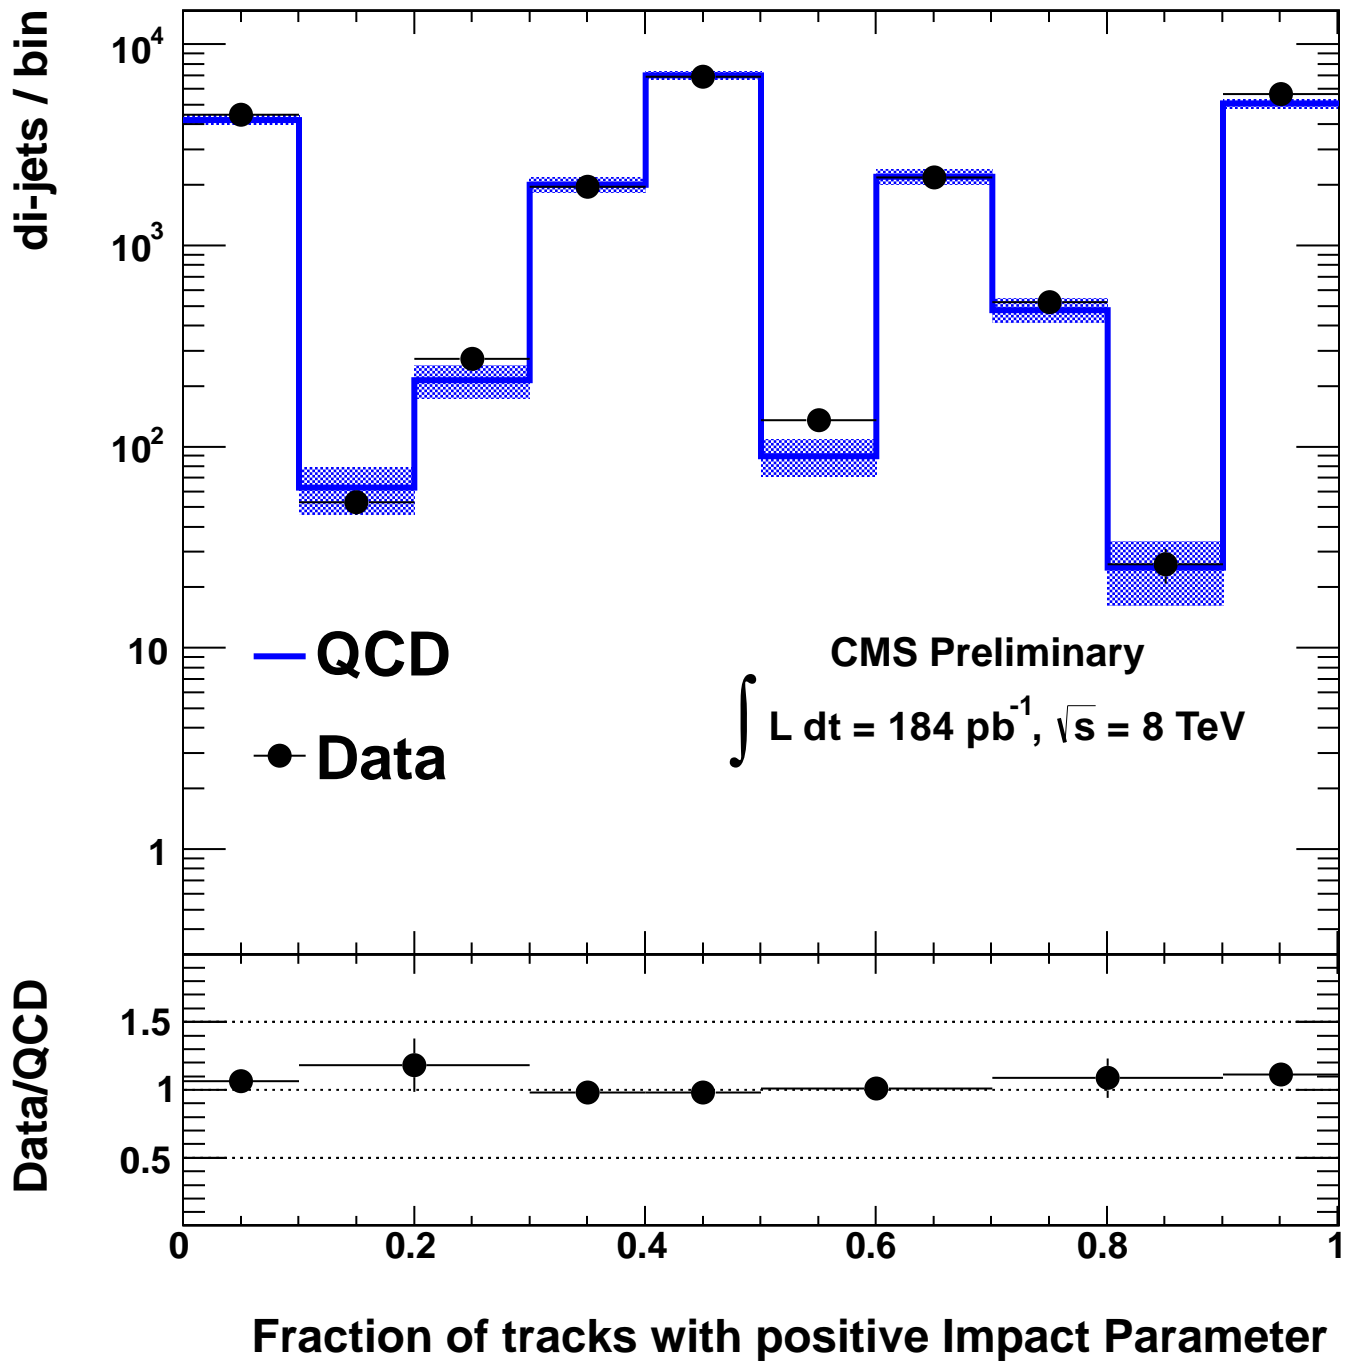 di-jets / bin
10^4
10^3
10^2
10
1
QCD
Data
CMS Preliminary
∫ L dt = 184 pb^-1, √s = 8 TeV
Data/QCD
1.5
1
0.5
0 0.2 0.4 0.6 0.8 1
Fraction of tracks with positive Impact Parameter